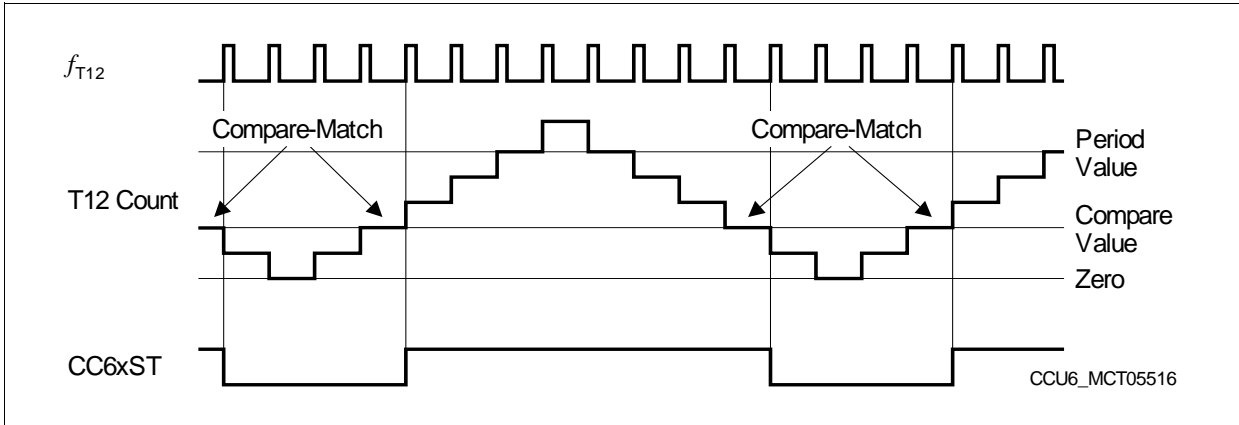 fT12
Compare-Match
Compare-Match
Period
Value
T12 Count
Compare
Value
Zero
CC6xST
CCU6_MCT05516